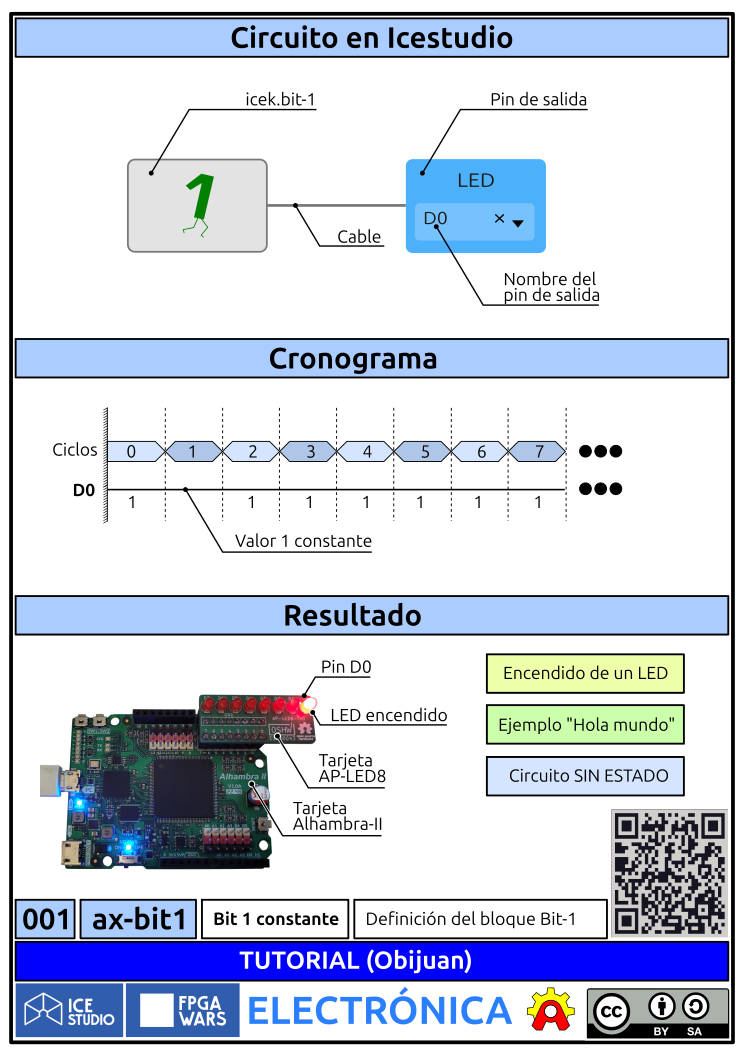 Circuito en Icestudio
icek.bit-1
Pin de salida
1
LED
D0
Cable
Nombre del
pin de salida
Cronograma
Ciclos 0 1 2 3 4 5 6 7
D0
1 1 1 1 1 1 1
Valor 1 constante
Resultado
Pin D0
LED encendido
Tarjeta
AP-LED8
Alhambra II
Tarjeta
Alhambra-II
Encendido de un LED
Ejemplo "Hola mundo"
Circuito SIN ESTADO
001 ax-bit1 Bit 1 constante Definición del bloque Bit-1
TUTORIAL (Obijuan)
ICE
STUDIO
FPGA
WARS
ELECTRÓNICA
cc
BY SA